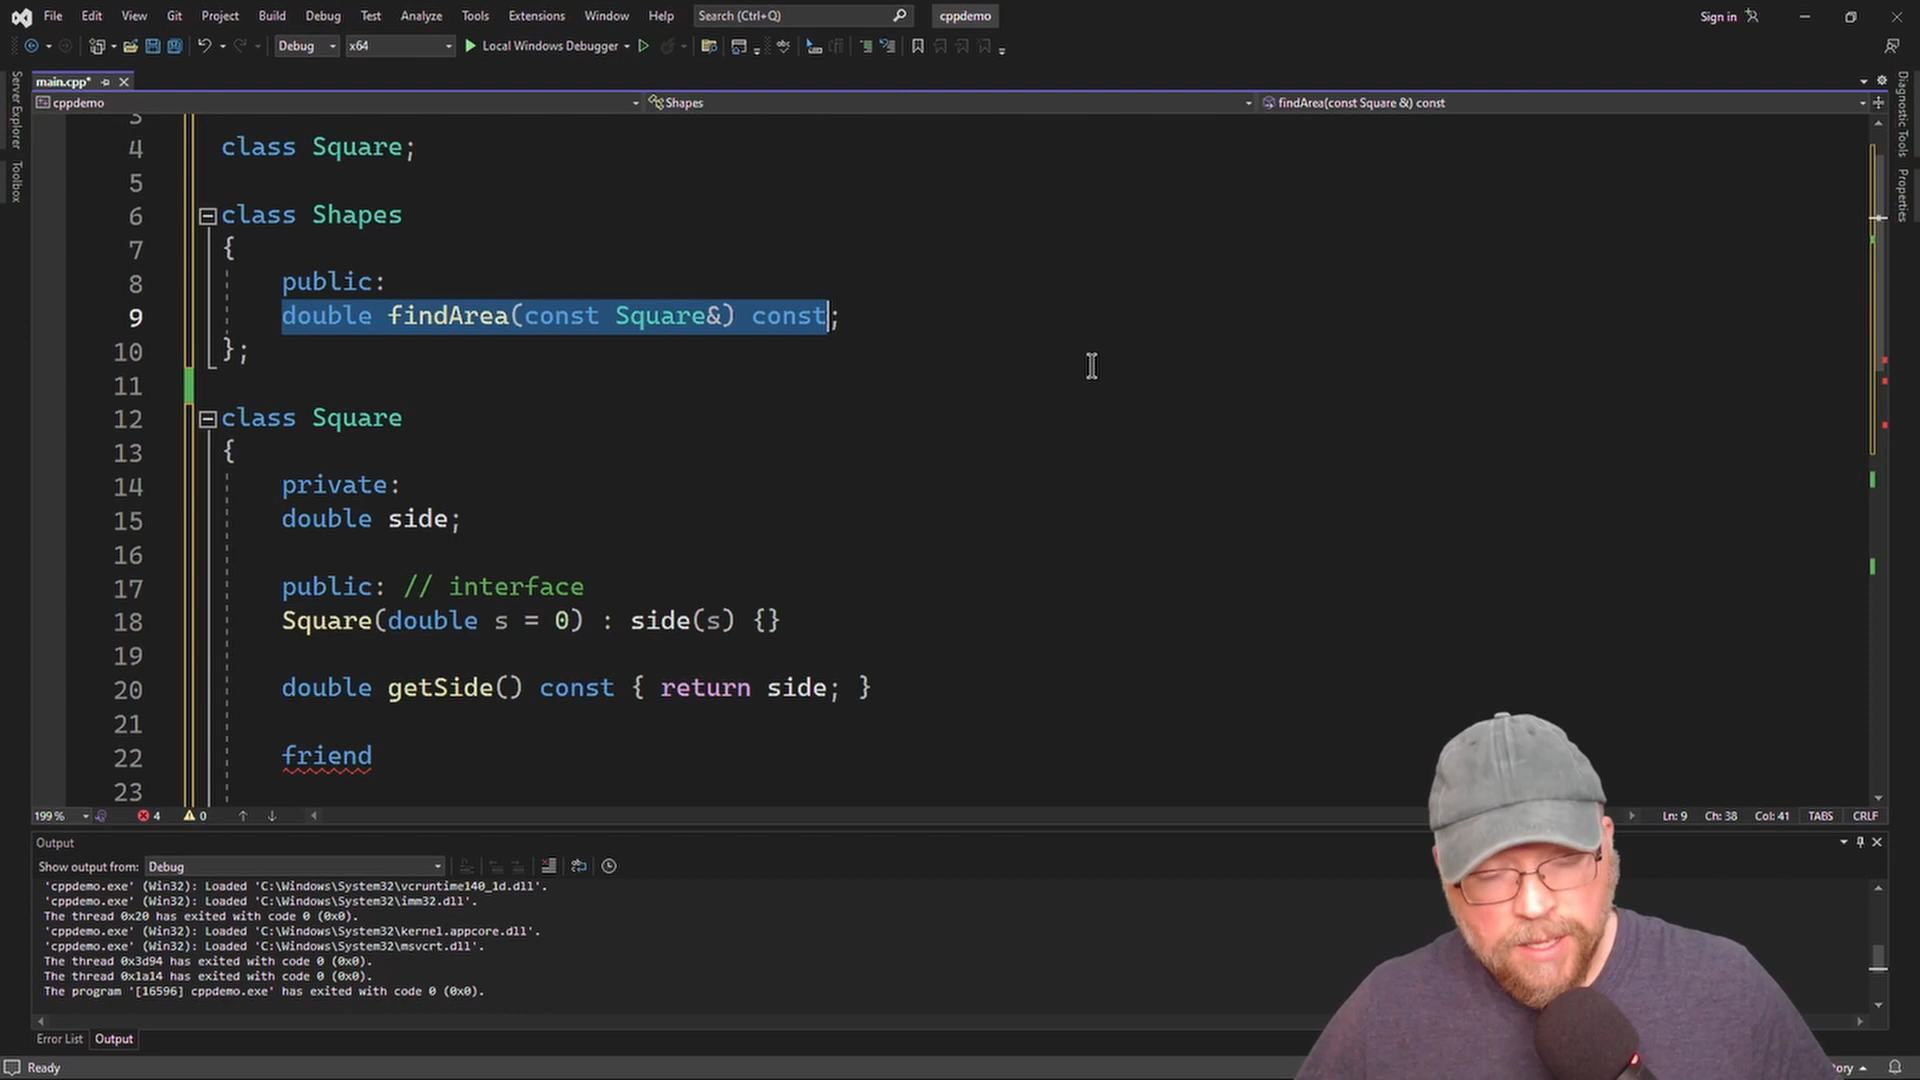 File Edit View Git Project Build Debug Test Analyze Tools Extensions Window Help Search (Ctrl+Q) cppdemo Sign in
Debug x64 Local Windows Debugger
main.cpp*
cppdemo Shapes findArea(const Square &) const
Server Explorer
Toolbox
Diagnostic Tools
Properties
3
4 class Square;
5
6 class Shapes
7 {
8 public:
9 double findArea(const Square&) const;
10 };
11
12 class Square
13 {
14 private:
15 double side;
16
17 public: // interface
18 Square(double s = 0) : side(s) {}
19
20 double getSide() const { return side; }
21
22 friend
23
199 % 4 0 Ln: 9 Ch: 38 Col: 41 TABS CRLF
Output
Show output from: Debug
'cppdemo.exe' (Win32): Loaded 'C:\Windows\System32\vcruntime140_1d.dll'.
'cppdemo.exe' (Win32): Loaded 'C:\Windows\System32\imm32.dll'.
The thread 0x20 has exited with code 0 (0x0).
'cppdemo.exe' (Win32): Loaded 'C:\Windows\System32\kernel.appcore.dll'.
'cppdemo.exe' (Win32): Loaded 'C:\Windows\System32\msvcrt.dll'.
The thread 0x3d94 has exited with code 0 (0x0).
The thread 0x1a14 has exited with code 0 (0x0).
The program '[16596] cppdemo.exe' has exited with code 0 (0x0).
Error List Output
Ready